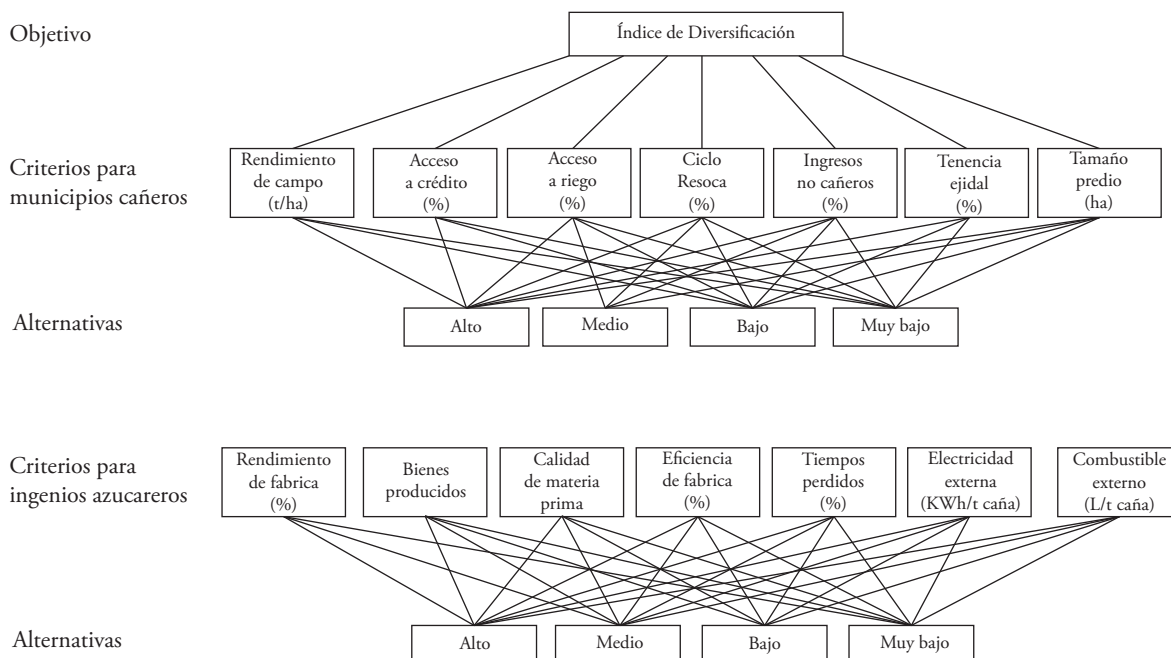 Objetivo
Índice de Diversificación
Criterios para
municipios cañeros
Rendimiento
de campo
(t/ha)
Acceso
a crédito
(%)
Acceso
a riego
(%)
Ciclo
Resoca
(%)
Ingresos
no cañeros
(%)
Tenencia
ejidal
(%)
Tamaño
predio
(ha)
Alternativas
Alto
Medio
Bajo
Muy bajo
Criterios para
ingenios azucareros
Rendimiento
de fabrica
(%)
Bienes
producidos
Calidad
de materia
prima
Eficiencia
de fabrica
(%)
Tiempos
perdidos
(%)
Electricidad
externa
(KWh/t caña)
Combustible
externo
(L/t caña)
Alternativas
Alto
Medio
Bajo
Muy bajo